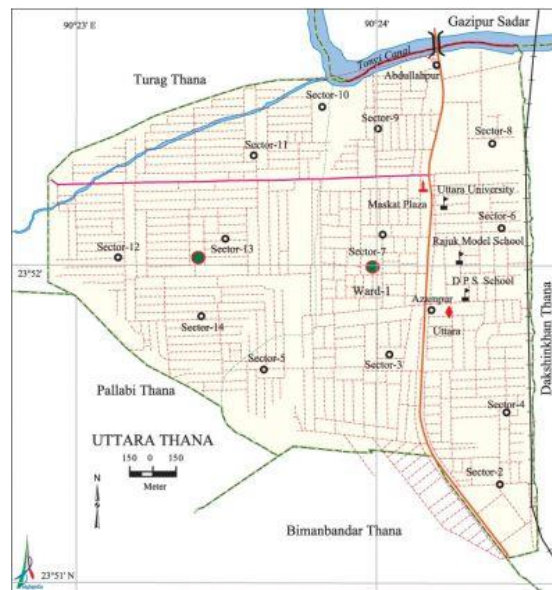 90°23' E
90°24'
Gazipur Sadar
Tongi Canal
Turag Thana
Abdullahpur
Sector-10
Sector-9
Sector-8
Sector-11
Uttara University
Maskat Plaza
Sector-6
Sector-13
Rajuk Model School
Sector-12
Sector-7
23°52'
D.P.S. School
Ward-1
Azampur
Sector-14
Uttara
Dakshinkhan Thana
Sector-3
Sector-5
Pallabi Thana
Sector-4
UTTARA THANA
150 0 150
Meter
N
Sector-2
Bimanbandar Thana
23°51' N